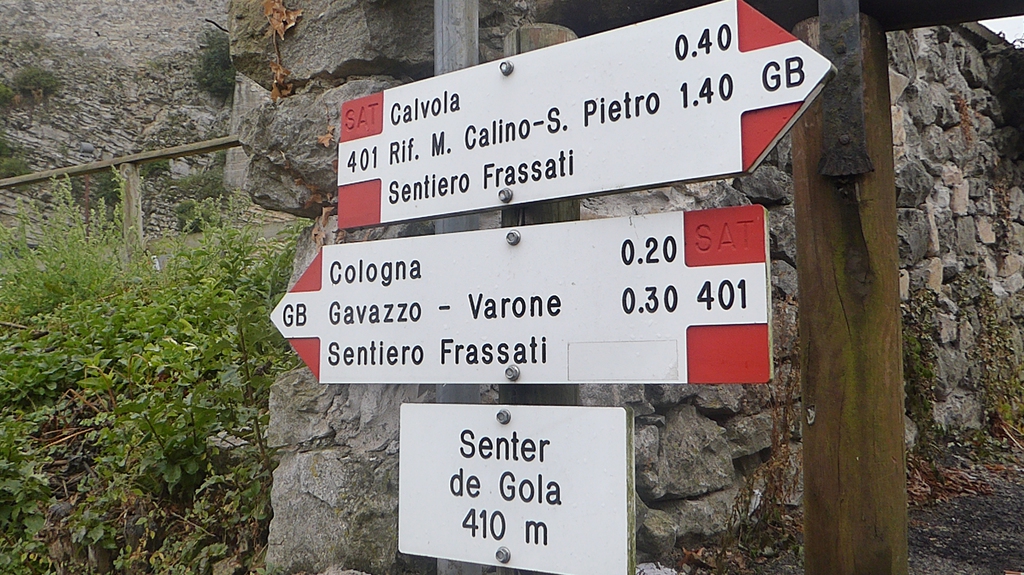 SAT Calvola 0.40
401 Rif. M. Calino-S. Pietro 1.40 GB
Sentiero Frassati
Cologna 0.20 SAT
GB Gavazzo - Varone 0.30 401
Sentiero Frassati
Senter
de Gola
410 m